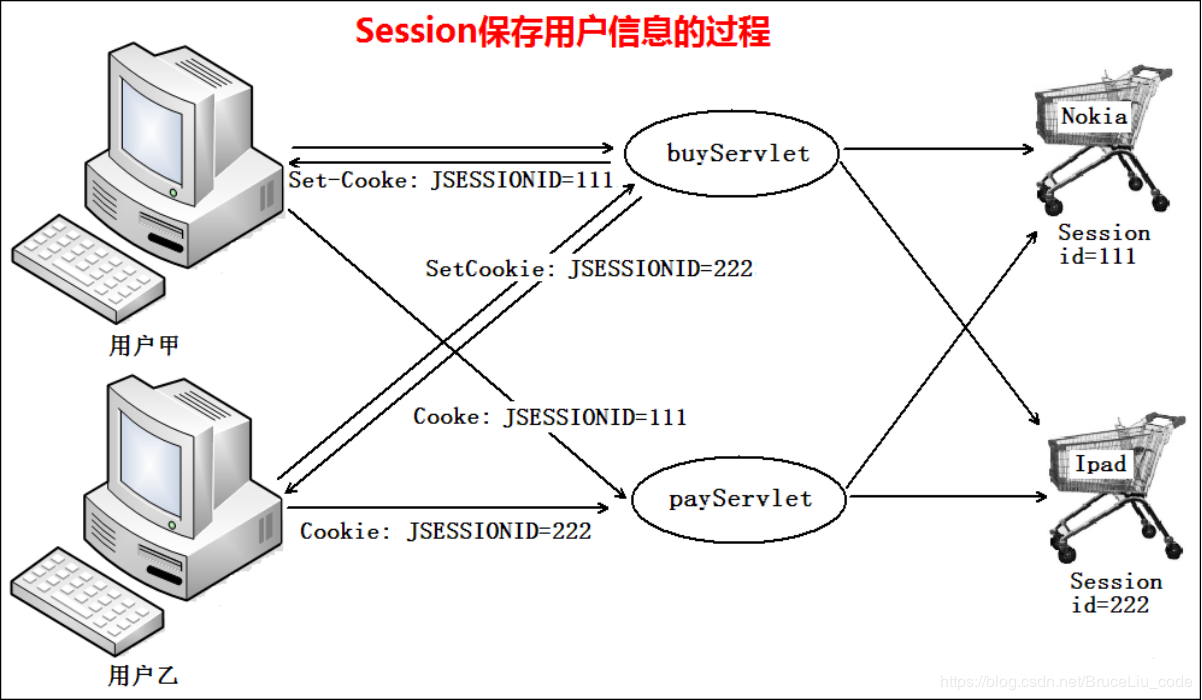 Session保存用户信息的过程
Nokia
buyServlet
Set-Cooke: JSESSIONID=111
Session
id=111
SetCookie: JSESSIONID=222
用户甲
Cooke: JSESSIONID=111
Ipad
payServlet
Cookie: JSESSIONID=222
Session
id=222
用户乙
https://blog.csdn.net/BruceLiu_code